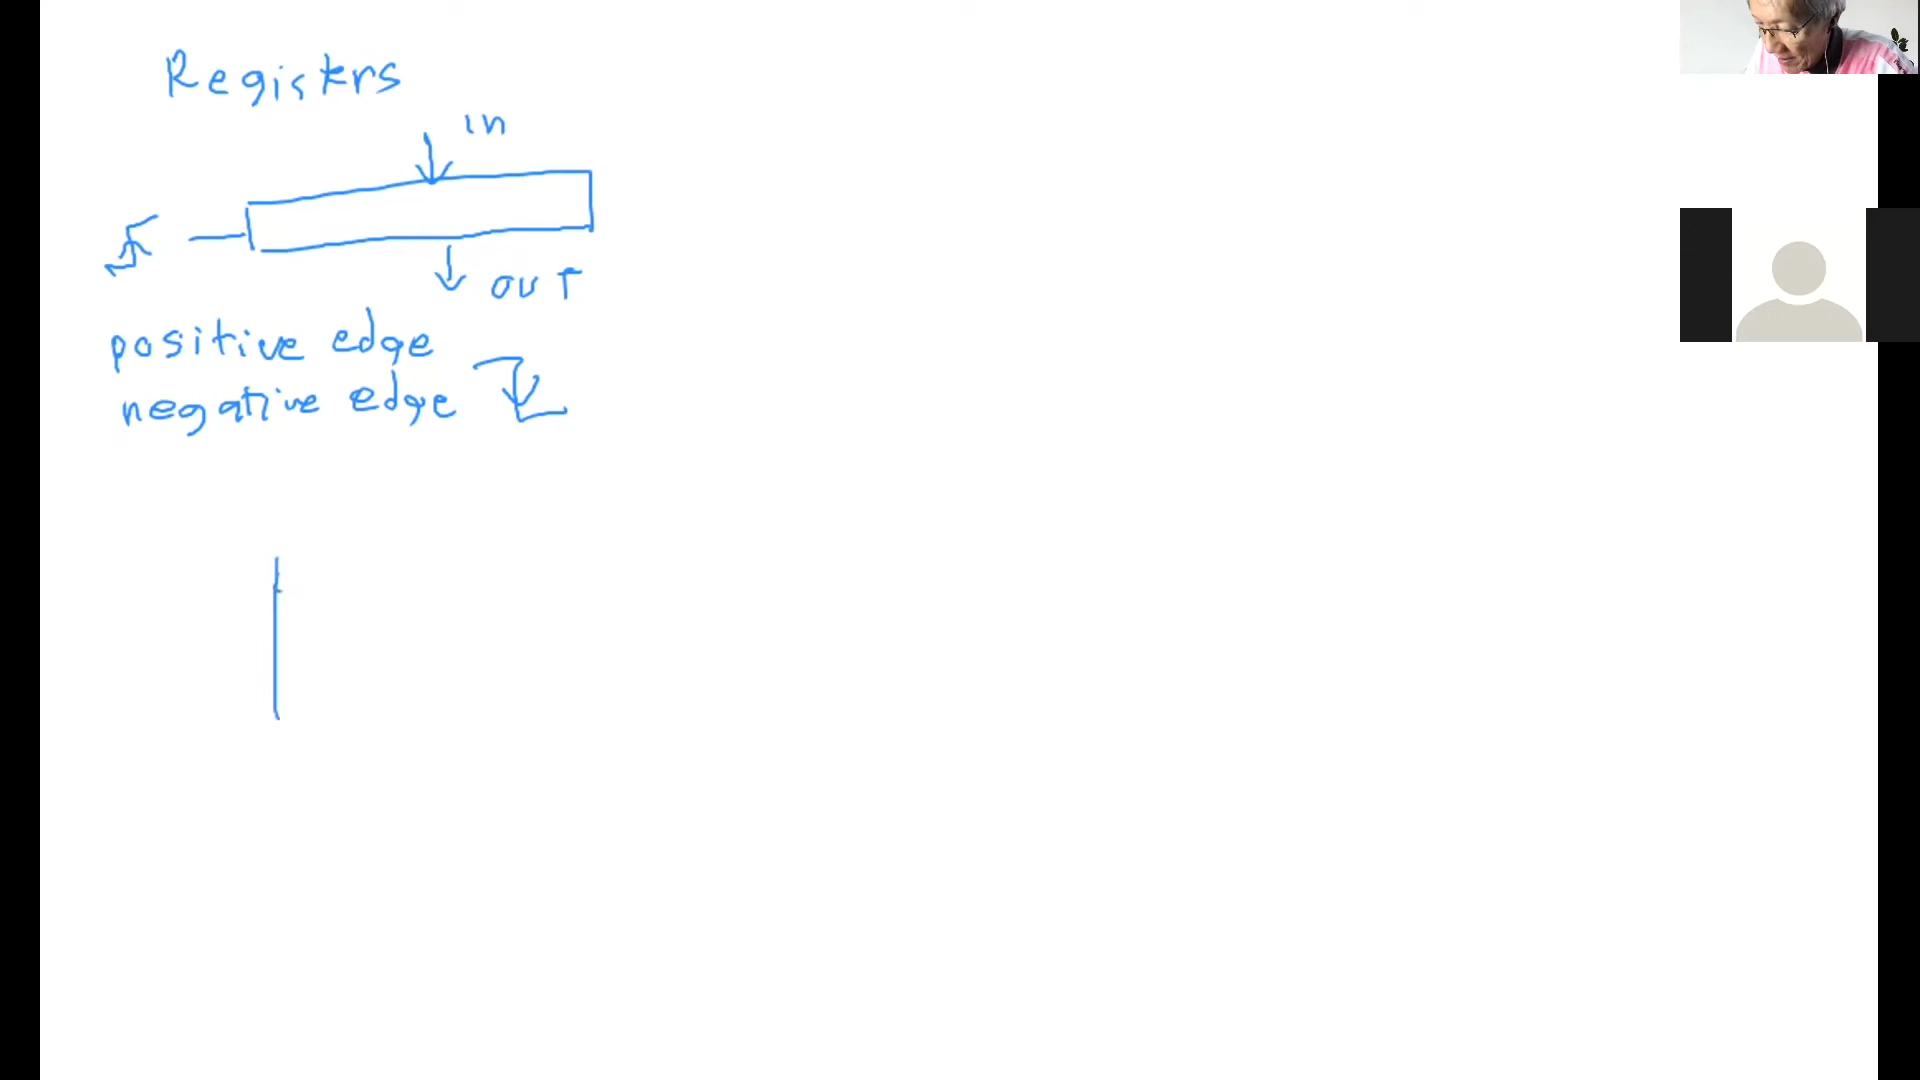 Registers
in
out
positive edge
negative edge